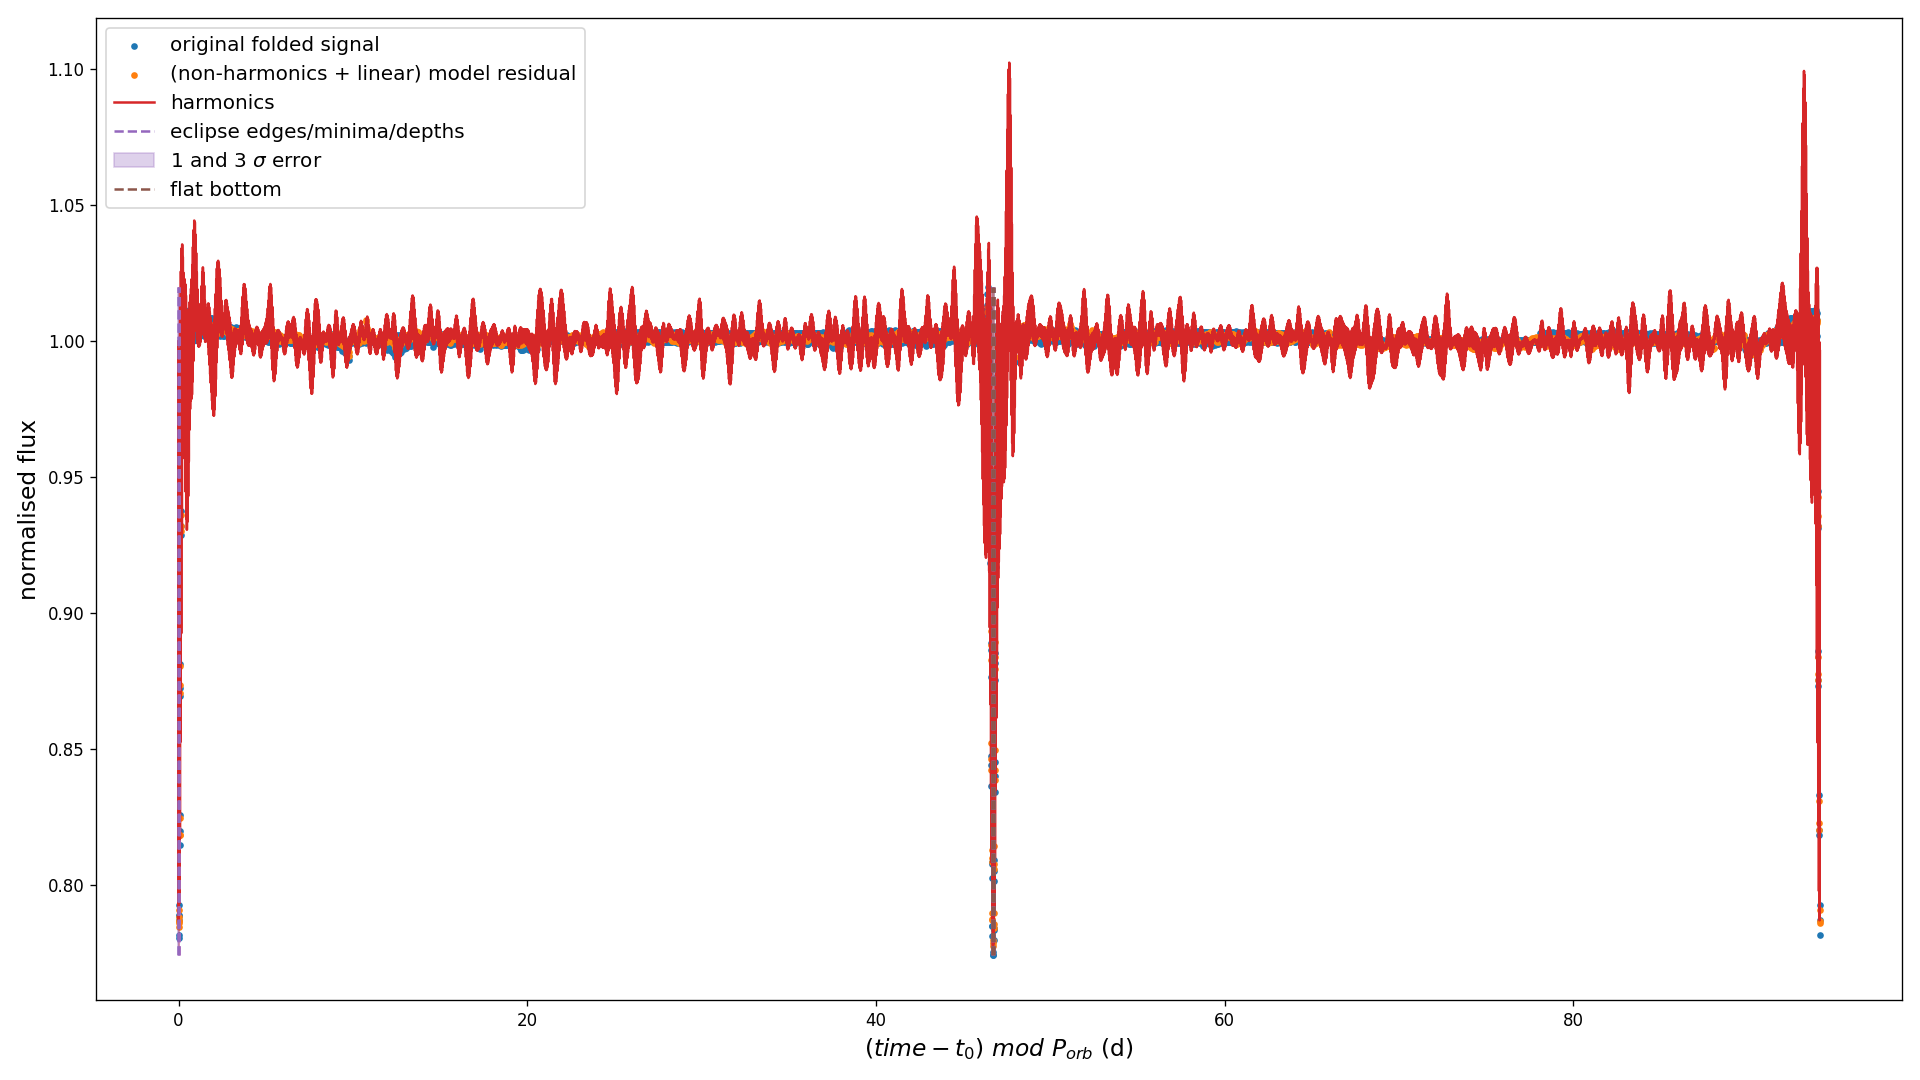 original folded signal
(non-harmonics + linear) model residual
harmonics
eclipse edges/minima/depths
1 and 3 σ error
flat bottom
normalised flux
1.10
1.05
1.00
0.95
0.90
0.85
0.80
0 20 40 60 80
(time − t₀) mod Pₒᵣb (d)